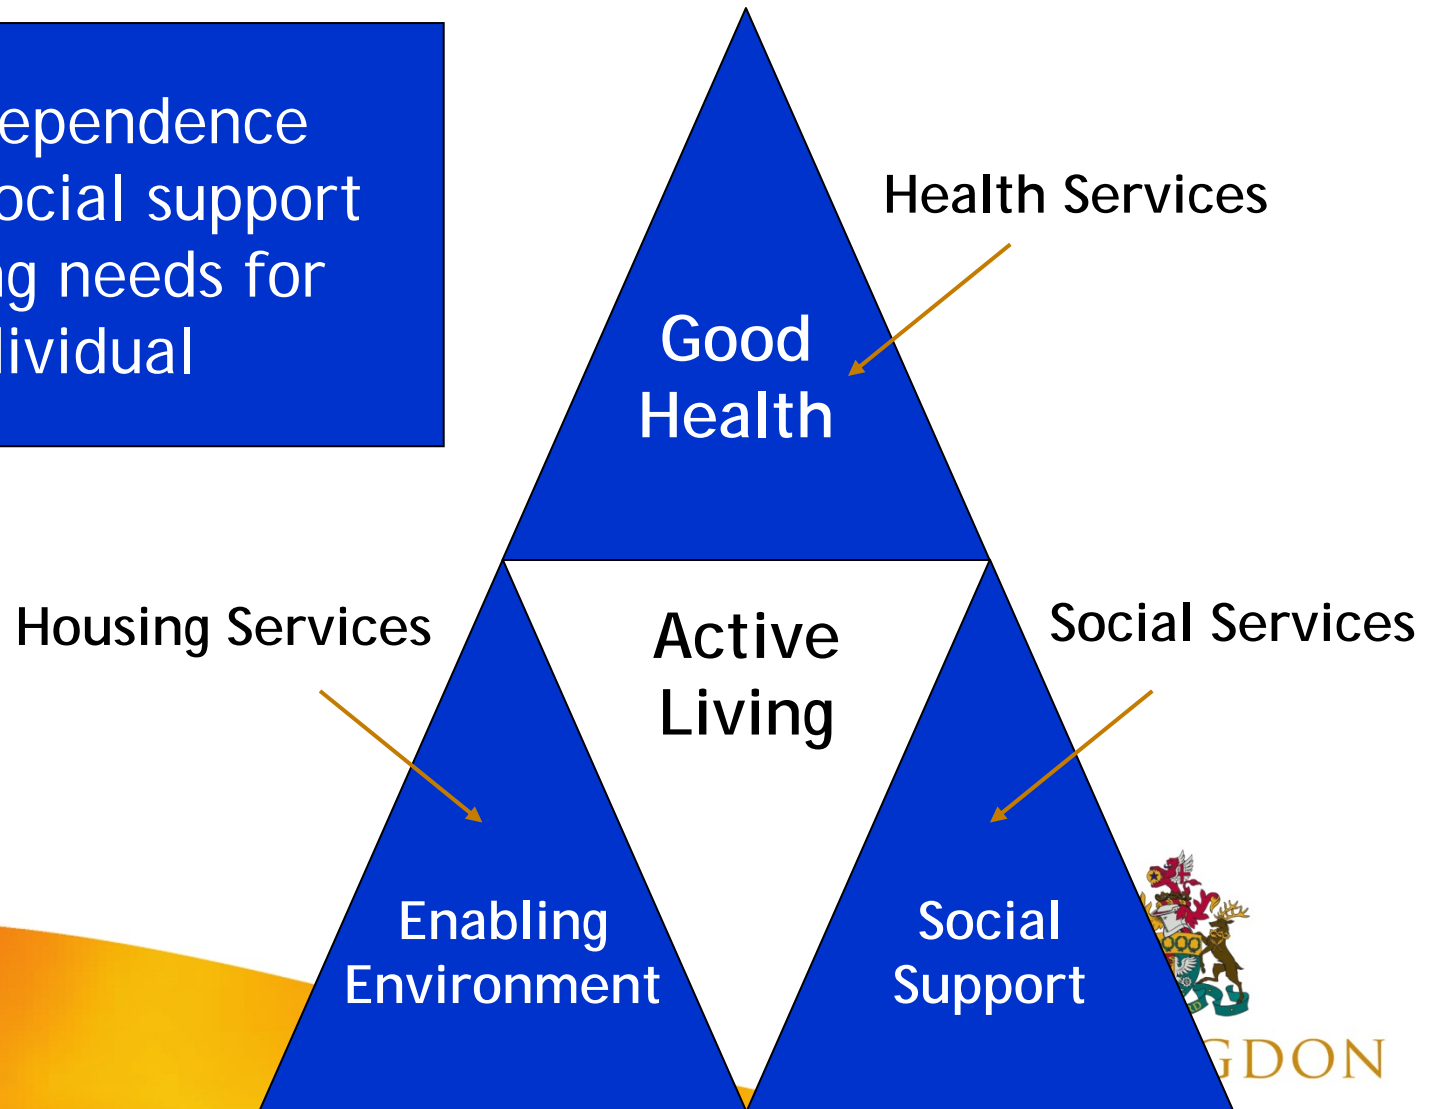 ependence
ocial support
g needs for
dividual
Health Services
Good
Health
Housing Services
Active
Living
Social Services
Enabling
Environment
Social
Support
GDON